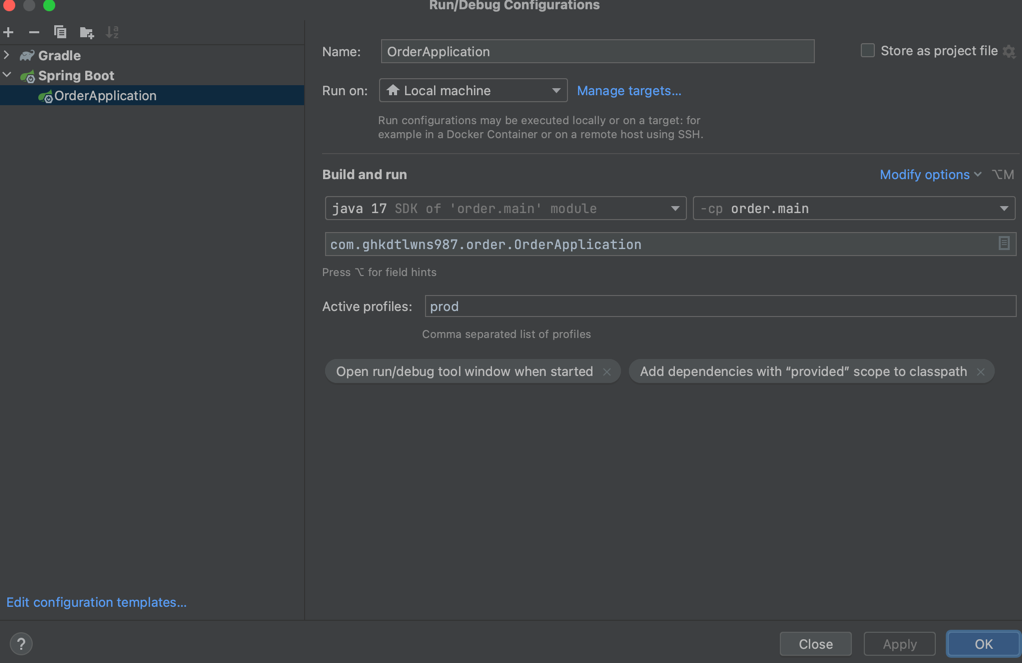 Run/Debug Configurations
Gradle
Spring Boot
OrderApplication
Edit configuration templates...
Name: OrderApplication Store as project file
Run on: Local machine Manage targets...
Run configurations may be executed locally or on a target: for
example in a Docker Container or on a remote host using SSH.
Build and run Modify options ⌥M
java 17 SDK of 'order.main' module -cp order.main
com.ghkdtlwns987.order.OrderApplication
Press ⌥ for field hints
Active profiles: prod
Comma separated list of profiles
Open run/debug tool window when started × Add dependencies with “provided” scope to classpath ×
? Close Apply OK